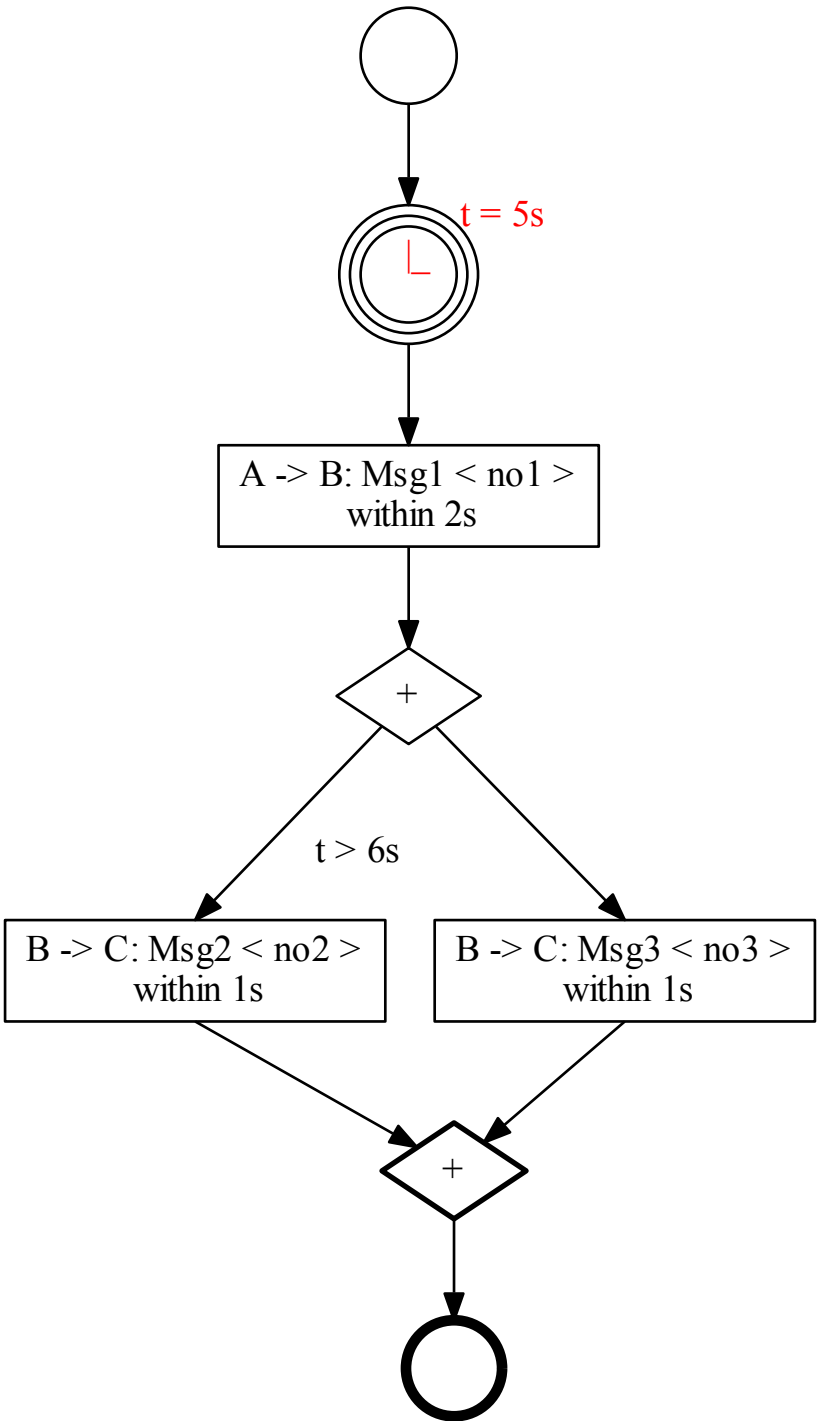 t = 5s
A -> B: Msg1 < no1 >
within 2s
+
t > 6s
B -> C: Msg2 < no2 >
within 1s
B -> C: Msg3 < no3 >
within 1s
+